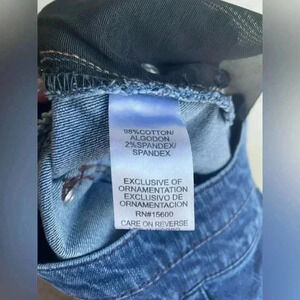 98%COTTON/
ALGODON
2%SPANDEX/
SPANDEX
EXCLUSIVE OF
ORNAMENTATION
EXCLUSIVO DE
ORNAMENTACION
RN#15600
CARE ON REVERSE